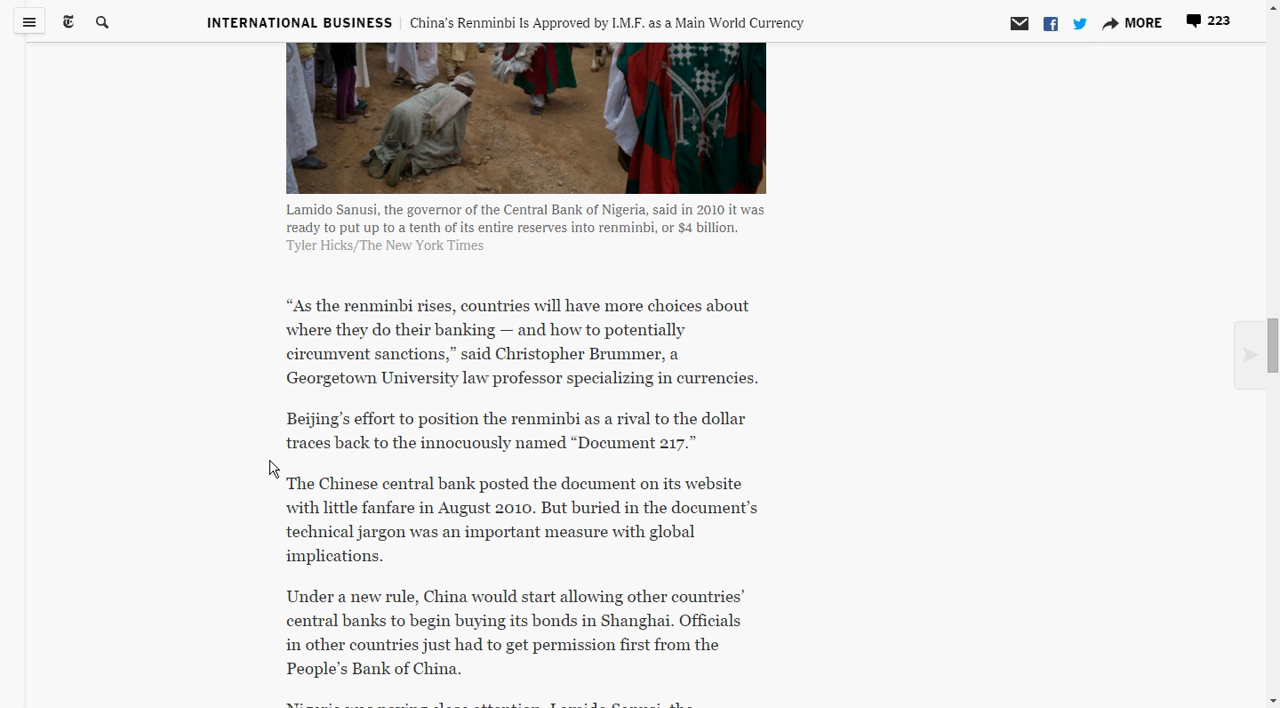 INTERNATIONAL BUSINESS | China's Renminbi Is Approved by I.M.F. as a Main World Currency MORE 223
Lamido Sanusi, the governor of the Central Bank of Nigeria, said in 2010 it was
ready to put up to a tenth of its entire reserves into renminbi, or $4 billion.
Tyler Hicks/The New York Times
“As the renminbi rises, countries will have more choices about
where they do their banking — and how to potentially
circumvent sanctions,” said Christopher Brummer, a
Georgetown University law professor specializing in currencies.
Beijing’s effort to position the renminbi as a rival to the dollar
traces back to the innocuously named “Document 217.”
The Chinese central bank posted the document on its website
with little fanfare in August 2010. But buried in the document’s
technical jargon was an important measure with global
implications.
Under a new rule, China would start allowing other countries’
central banks to begin buying its bonds in Shanghai. Officials
in other countries just had to get permission first from the
People’s Bank of China.